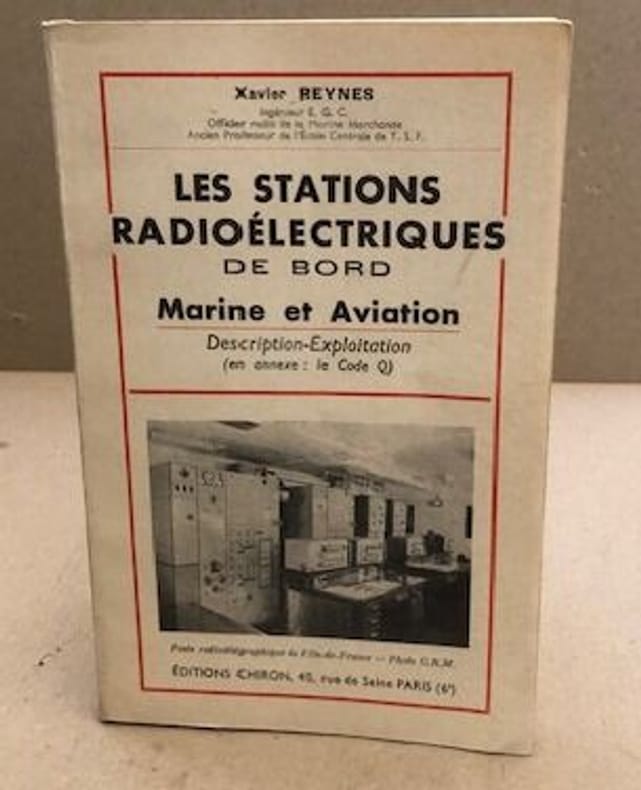 Xavier REYNES
Ingénieur E. G. C.
Officier radio de la Marine Marchande
Ancien Professeur de l'École Centrale de T. S. F.
LES STATIONS
RADIOÉLECTRIQUES
DE BORD
Marine et Aviation
Description-Exploitation
(en annexe : le Code Q)
Poste radiotélégraphique de l'Ile-de-France — Photo G.R.M.
ÉDITIONS CHIRON, 40, rue de Seine PARIS (6ᵉ)